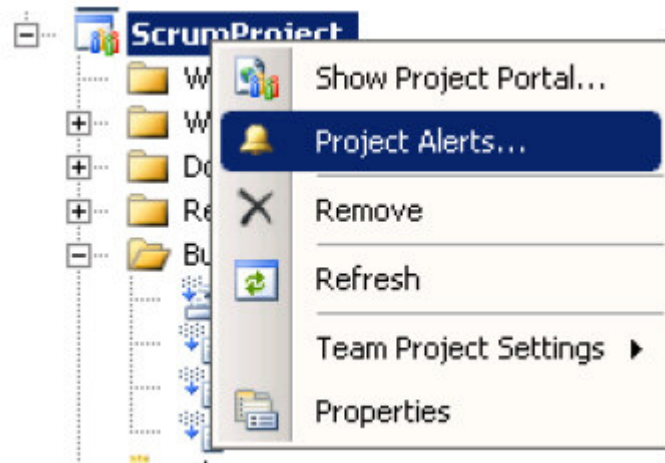 ScrumProject
Show Project Portal...
Project Alerts...
Remove
Refresh
Team Project Settings
Properties